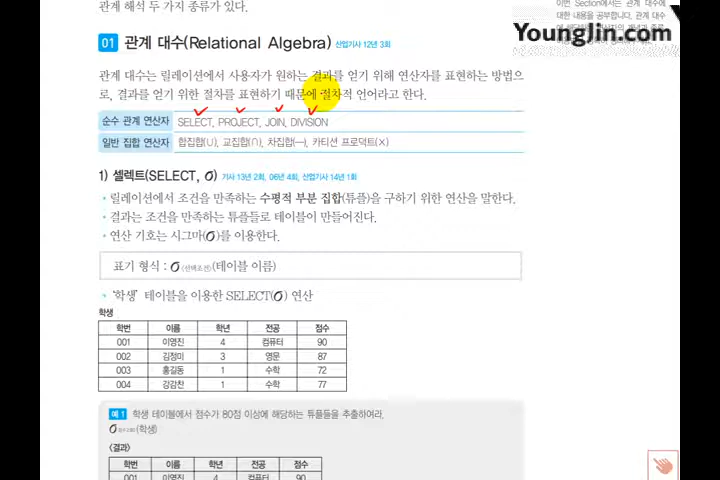 관계 해석 두 가지 종류가 있다.
이번 Section에서는 관계 대수에
대한 내용을 공부합니다. 관계 대수
Younglin.com
01 관계 대수(Relational Algebra) 산업기사 12년 3회
관계 대수는 릴레이션에서 사용자가 원하는 결과를 얻기 위해 연산자를 표현하는 방법으
로, 결과를 얻기 위한 절차를 표현하기 때문에 절차적 언어라고 한다.
순수 관계 연산자 SELECT, PROJECT, JOIN, DIVISION
일반 집합 연산자 합집합(∪), 교집합(∩), 차집합(—), 카티션 프로덕트(×)
1) 셀렉트(SELECT, σ) 기사 13년 2회, 06년 4회, 산업기사 14년 1회
• 릴레이션에서 조건을 만족하는 수평적 부분 집합(튜플)을 구하기 위한 연산을 말한다.
• 결과는 조건을 만족하는 튜플들로 테이블이 만들어진다.
• 연산 기호는 시그마(σ)를 이용한다.
표기 형식 : σ(선택조건)(테이블 이름)
• '학생' 테이블을 이용한 SELECT(σ) 연산
학생
학번 이름 학년 전공 점수
001 이영진 4 컴퓨터 90
002 김정미 3 영문 87
003 홍길동 1 수학 72
004 강감찬 1 수학 77
예 1 학생 테이블에서 점수가 80점 이상에 해당하는 튜플들을 추출하여라.
σ (학생)
<결과>
학번 이름 학년 전공 점수
001 이영진 4 컴퓨터 90